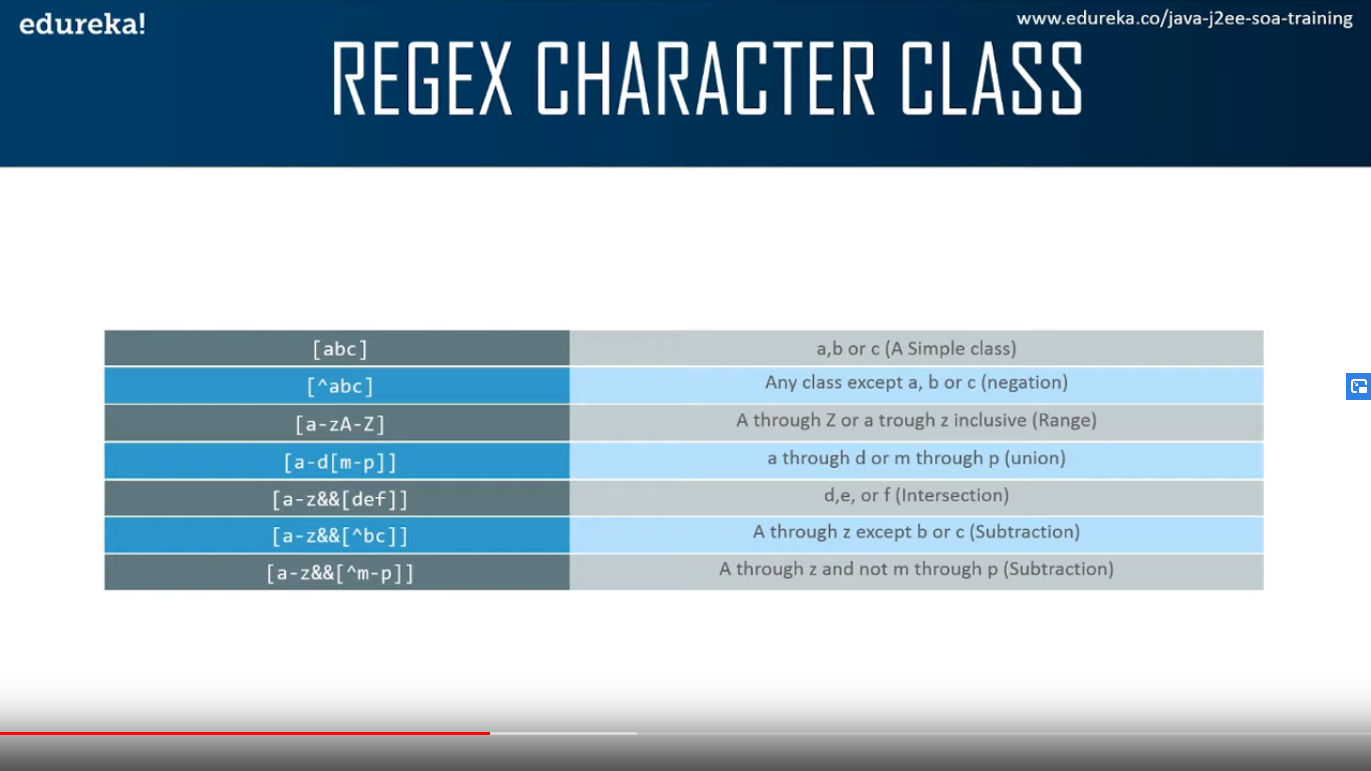 edureka!
www.edureka.co/java-j2ee-soa-training
REGEX CHARACTER CLASS
[abc] a,b or c (A Simple class)
[^abc] Any class except a, b or c (negation)
[a-zA-Z] A through Z or a trough z inclusive (Range)
[a-d[m-p]] a through d or m through p (union)
[a-z&&[def]] d,e, or f (Intersection)
[a-z&&[^bc]] A through z except b or c (Subtraction)
[a-z&&[^m-p]] A through z and not m through p (Subtraction)